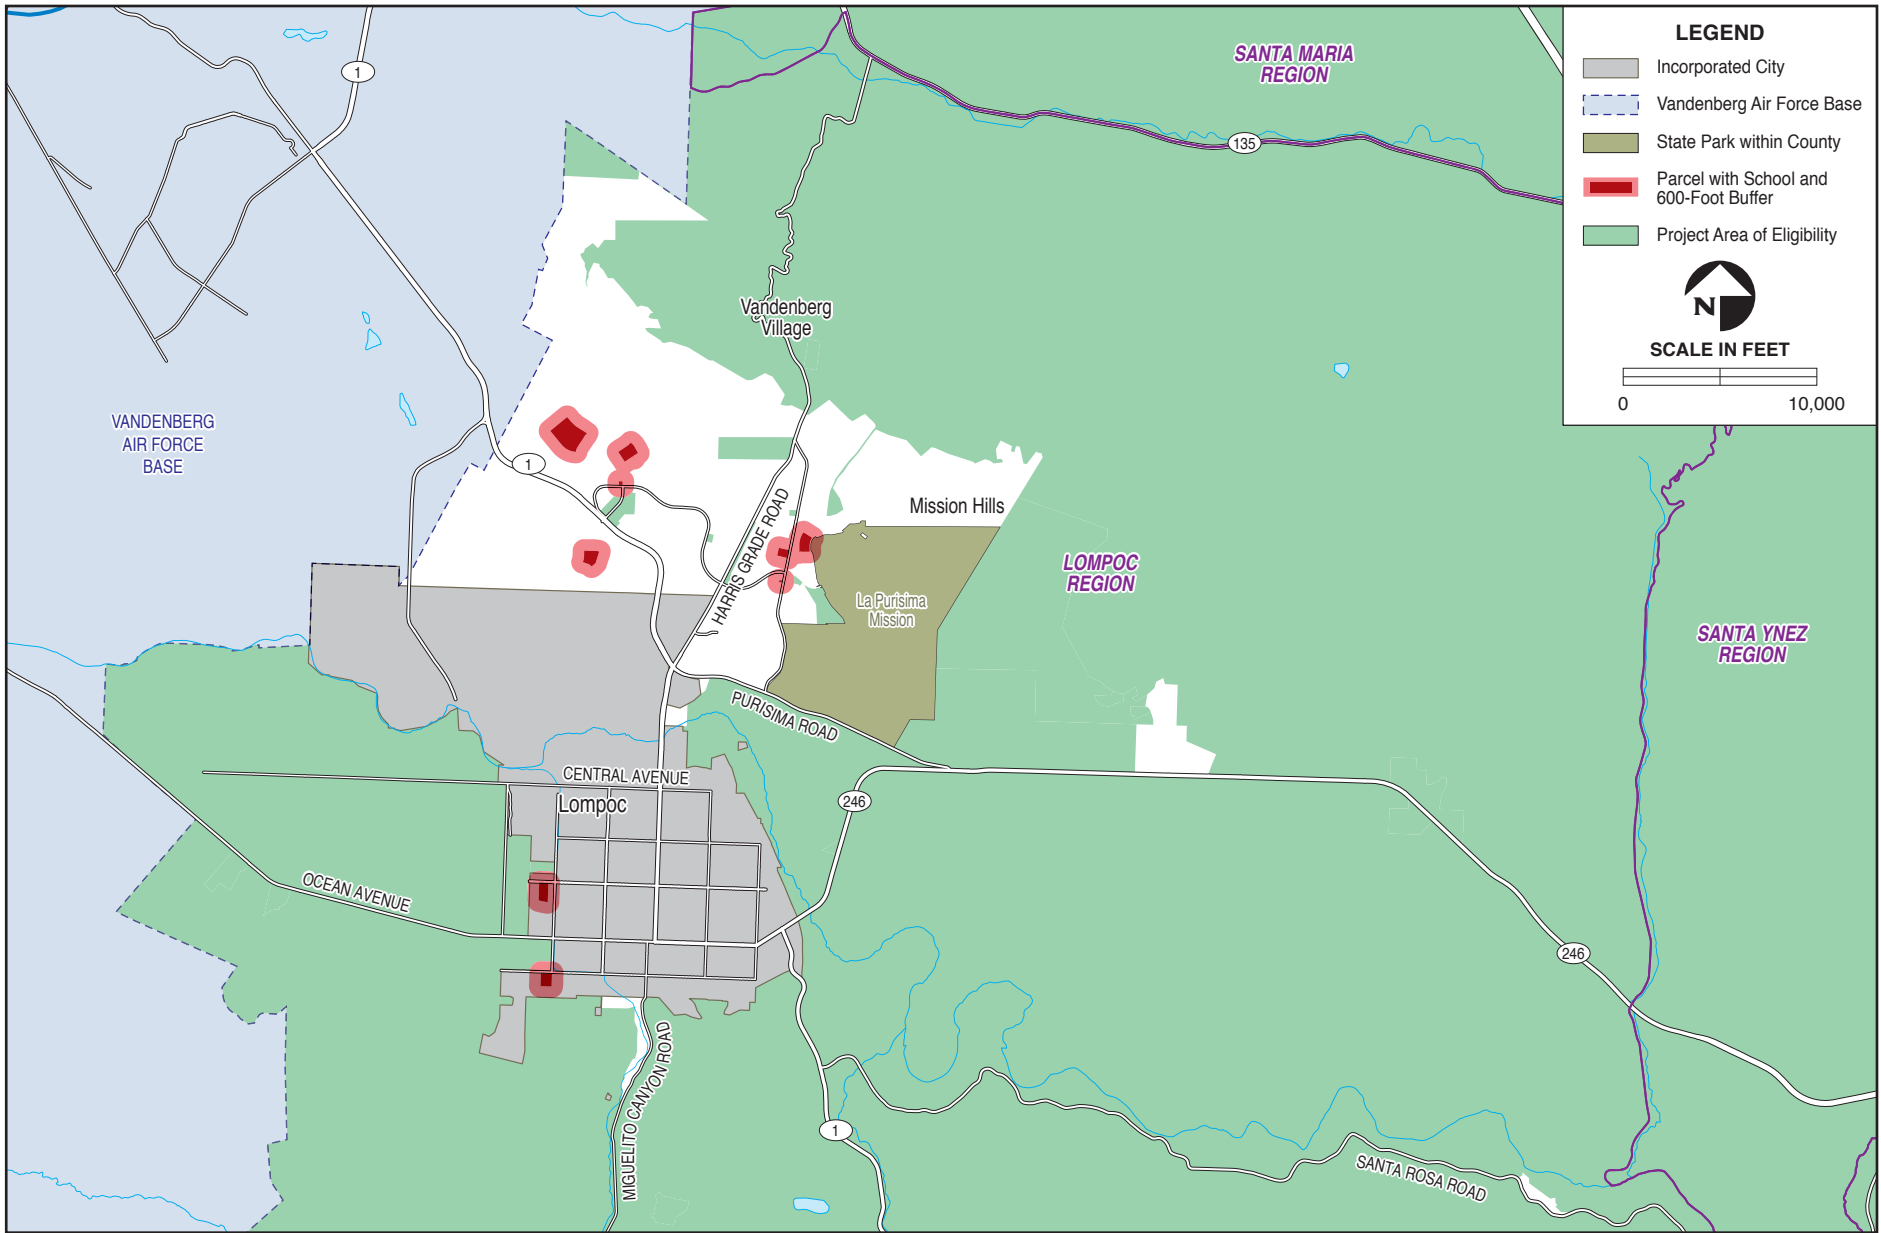 LEGEND
Incorporated City
Vandenberg Air Force Base
State Park within County
Parcel with School and
600-Foot Buffer
Project Area of Eligibility
N
SCALE IN FEET
0
10,000
SANTA MARIA
REGION
1
135
Vandenberg
Village
VANDENBERG
AIR FORCE
BASE
1
HARRIS GRADE ROAD
Mission Hills
LOMPOC
REGION
La Purisima
Mission
SANTA YNEZ
REGION
PURISIMA ROAD
CENTRAL AVENUE
Lompoc
246
OCEAN AVENUE
246
MIGUELITO CANYON ROAD
1
SANTA ROSA ROAD